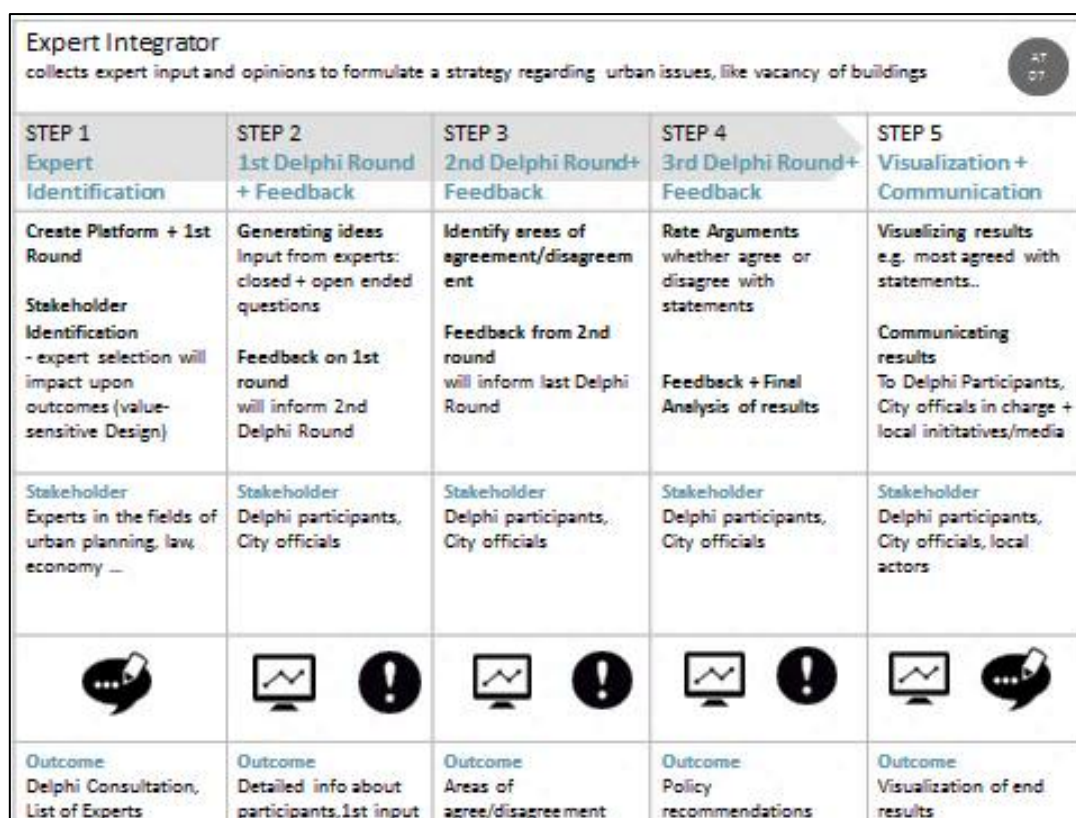 Expert Integrator
collects expert input and opinions to formulate a strategy regarding urban issues, like vacancy of buildings
AT
07
STEP 1
Expert
Identification
STEP 2
1st Delphi Round
+ Feedback
STEP 3
2nd Delphi Round+
Feedback
STEP 4
3rd Delphi Round+
Feedback
STEP 5
Visualization +
Communication
Create Platform + 1st
Round
Stakeholder
Identification
- expert selection will
impact upon
outcomes (value-
sensitive Design)
Generating ideas
Input from experts:
closed + open ended
questions
Feedback on 1st
round
will inform 2nd
Delphi Round
Identify areas of
agreement/disagreem
ent
Feedback from 2nd
round
will inform last Delphi
Round
Rate Arguments
whether agree or
disagree with
statements
Feedback + Final
Analysis of results
Visualizing results
e.g. most agreed with
statements..
Communicating
results
To Delphi Participants,
City officals in charge +
local inititatives/media
Stakeholder
Experts in the fields of
urban planning, law,
economy ...
Stakeholder
Delphi participants,
City officials
Stakeholder
Delphi participants,
City officials
Stakeholder
Delphi participants,
City officials
Stakeholder
Delphi participants,
City officials, local
actors
Outcome
Delphi Consultation,
List of Experts
Outcome
Detailed info about
participants,1st input
Outcome
Areas of
agree/disagreement
Outcome
Policy
recommendations
Outcome
Visualization of end
results